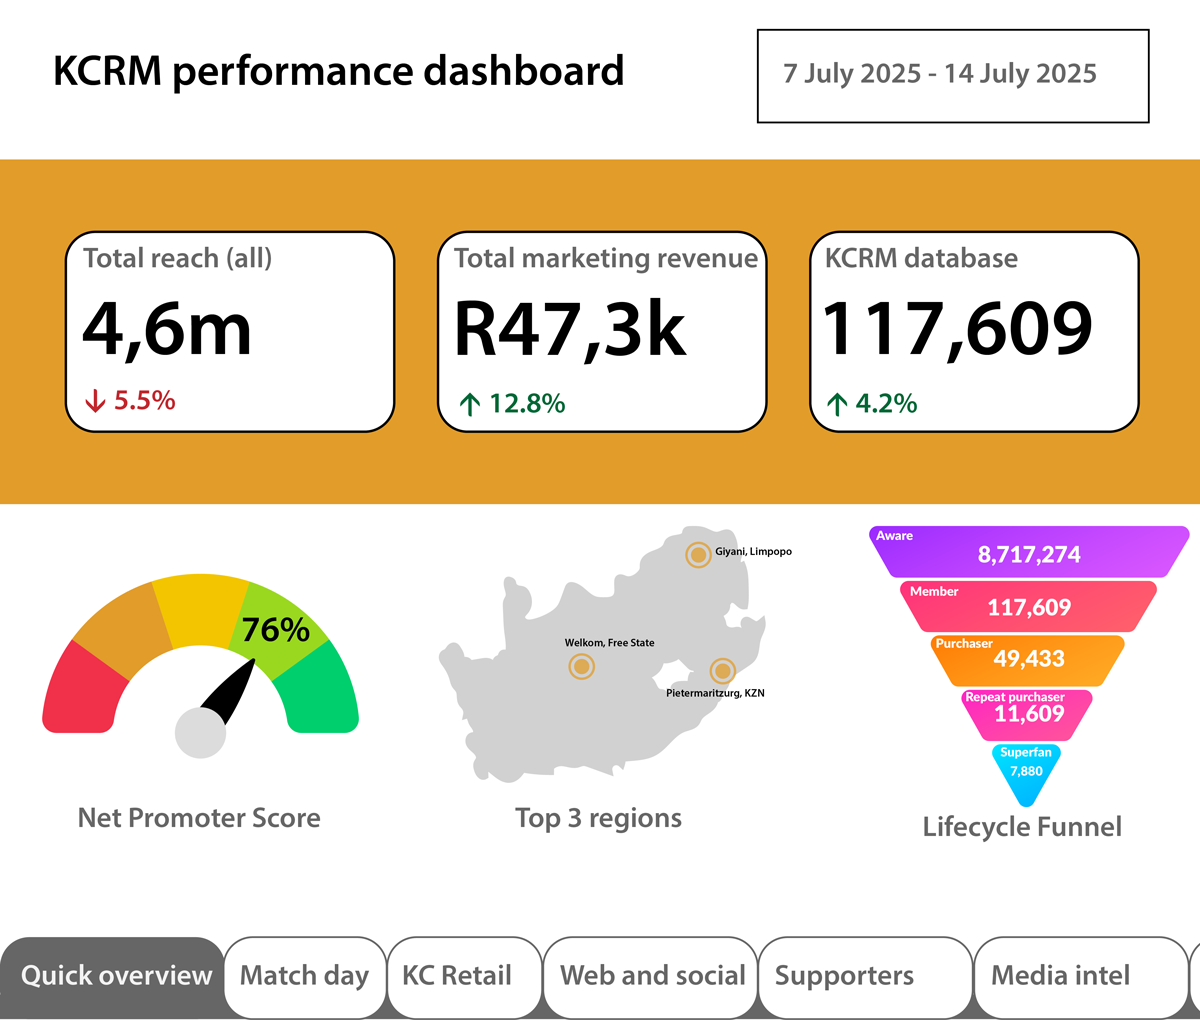 KCRM performance dashboard
7 July 2025 - 14 July 2025
Total reach (all)
4,6m
↓ 5.5%
Total marketing revenue
R47,3k
↑ 12.8%
KCRM database
117,609
↑ 4.2%
76%
Net Promoter Score
Giyani, Limpopo
Welkom, Free State
Pietermaritzurg, KZN
Top 3 regions
Aware
8,717,274
Member
117,609
Purchaser
49,433
Repeat purchaser
11,609
Superfan
7,880
Lifecycle Funnel
Quick overview
Match day
KC Retail
Web and social
Supporters
Media intel